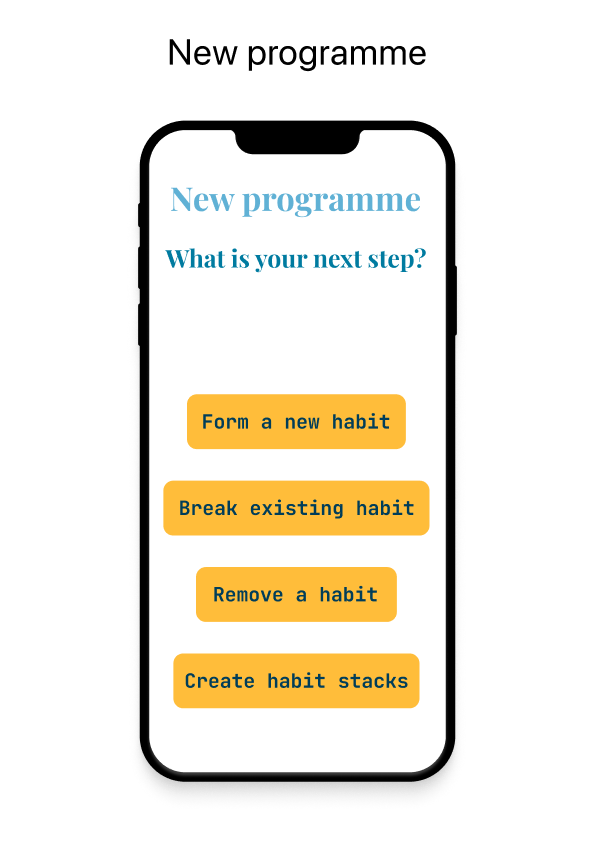 New programme
New programme
What is your next step?
Form a new habit
Break existing habit
Remove a habit
Create habit stacks